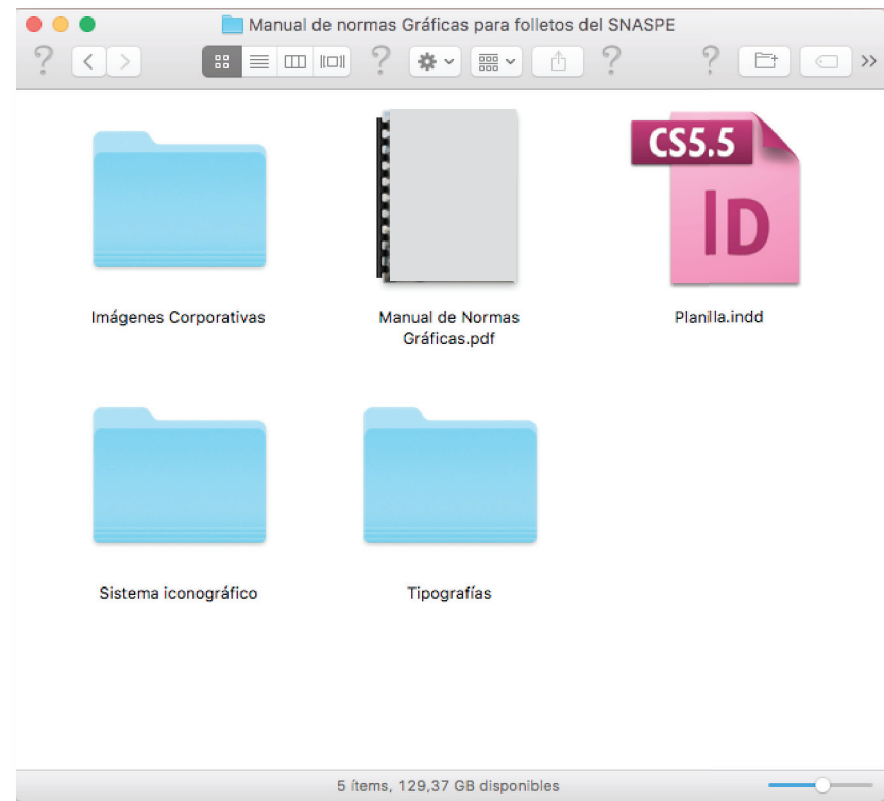 Manual de normas Gráficas para folletos del SNASPE
? ? ? ?
Imágenes Corporativas
Manual de Normas
Gráficas.pdf
CS5.5
ID
Planilla.indd
Sistema iconográfico
Tipografías
5 ítems, 129,37 GB disponibles